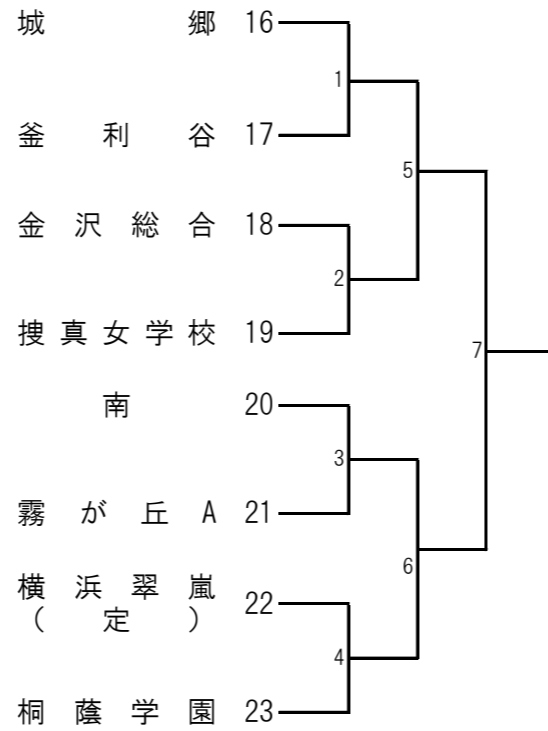 城郷 16
1
釜利谷 17
5
金沢総合 18
2
捜真女学校 19
7
南 20
3
霧が丘A 21
6
横浜翠嵐
(定) 22
4
桐蔭学園 23